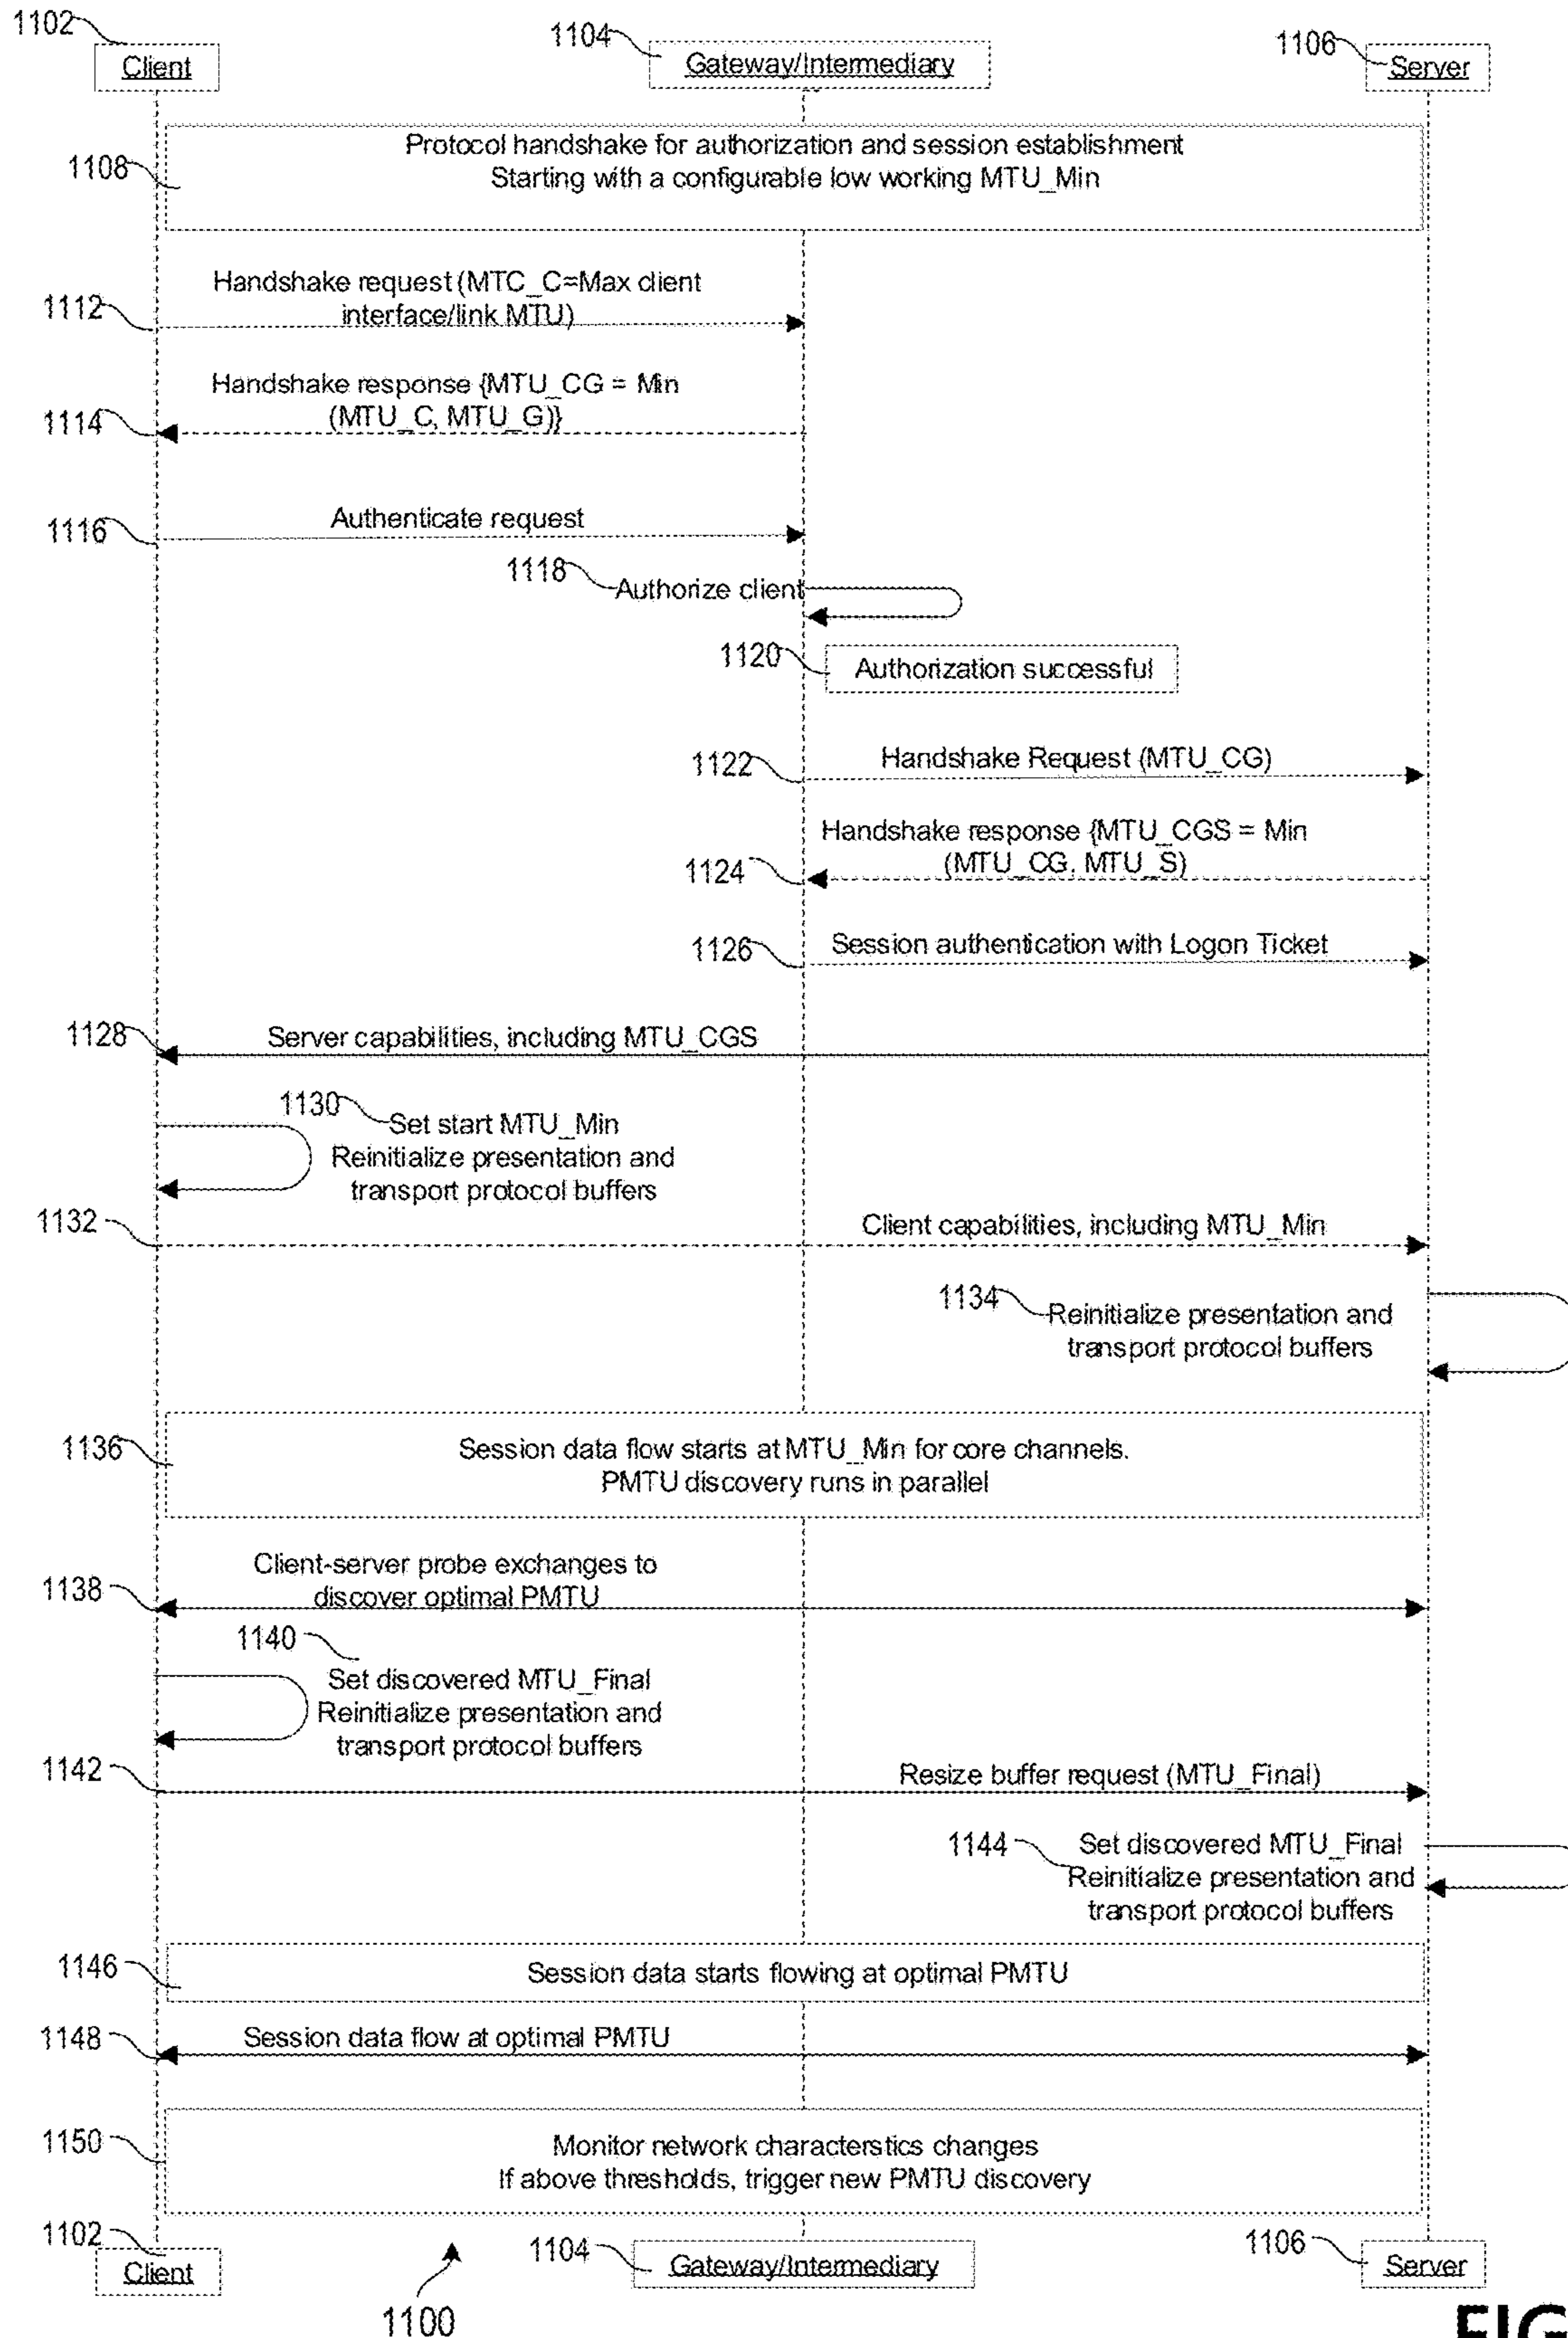 1102
Client
1104
Gateway/Intermediary
1106
Server
1108
Protocol handshake for authorization and session establishment
Starting with a configurable low working MTU_Min
1112
Handshake request (MTC_C=Max client
interface/link MTU)
1114
Handshake response {MTU_CG = Min
(MTU_C, MTU_G)}
1116
Authenticate request
1118
Authorize client
1120
Authorization successful
1122
Handshake Request (MTU_CG)
1124
Handshake response {MTU_CGS = Min
(MTU_CG, MTU_S)
1126
Session authentication with Logon Ticket
1128
Server capabilities, including MTU_CGS
1130
Set start MTU_Min
Reinitialize presentation and
transport protocol buffers
1132
Client capabilities, including MTU_Min
1134
Reinitialize presentation and
transport protocol buffers
1136
Session data flow starts at MTU_Min for core channels.
PMTU discovery runs in parallel
1138
Client-server probe exchanges to
discover optimal PMTU
1140
Set discovered MTU_Final
Reinitialize presentation and
transport protocol buffers
1142
Resize buffer request (MTU_Final)
1144
Set discovered MTU_Final
Reinitialize presentation and
transport protocol buffers
1146
Session data starts flowing at optimal PMTU
1148
Session data flow at optimal PMTU
1150
Monitor network characterstics changes
If above thresholds, trigger new PMTU discovery
1102
Client
1104
Gateway/Intermediary
1106
Server
1100
FIG